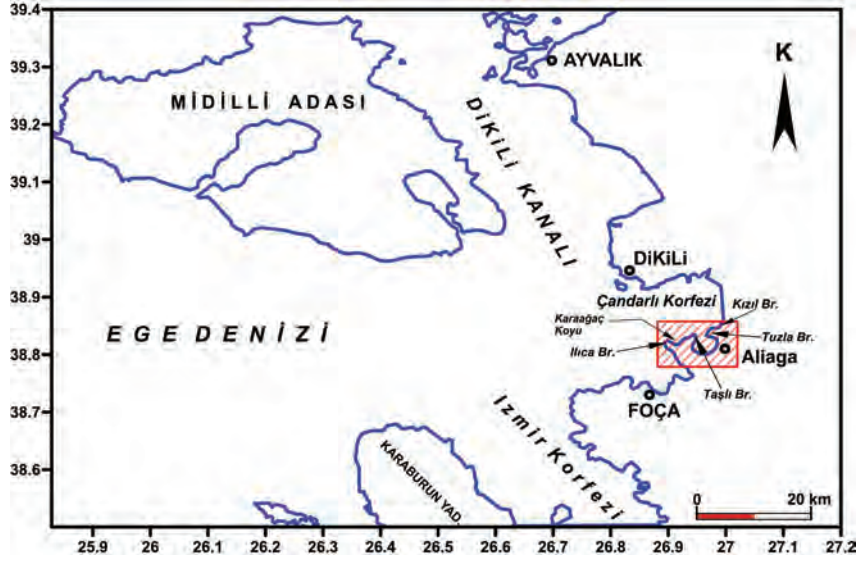 39.4
39.3
39.2
39.1
39
38.9
38.8
38.7
38.6
AYVALIK
K
MİDİLLİ ADASI
DİKİLİ KANALI
DİKİLİ
Çandarlı Korfezi
Kızıl Br.
Karaağaç
Koyu
Tuzla Br.
EGE DENİZİ
Ilıca Br.
Aliaga
Taşlı Br.
FOÇA
Izmir Korfezi
KARABURUN YAD.
0 20 km
25.9 26 26.1 26.2 26.3 26.4 26.5 26.6 26.7 26.8 26.9 27 27.1 27.2